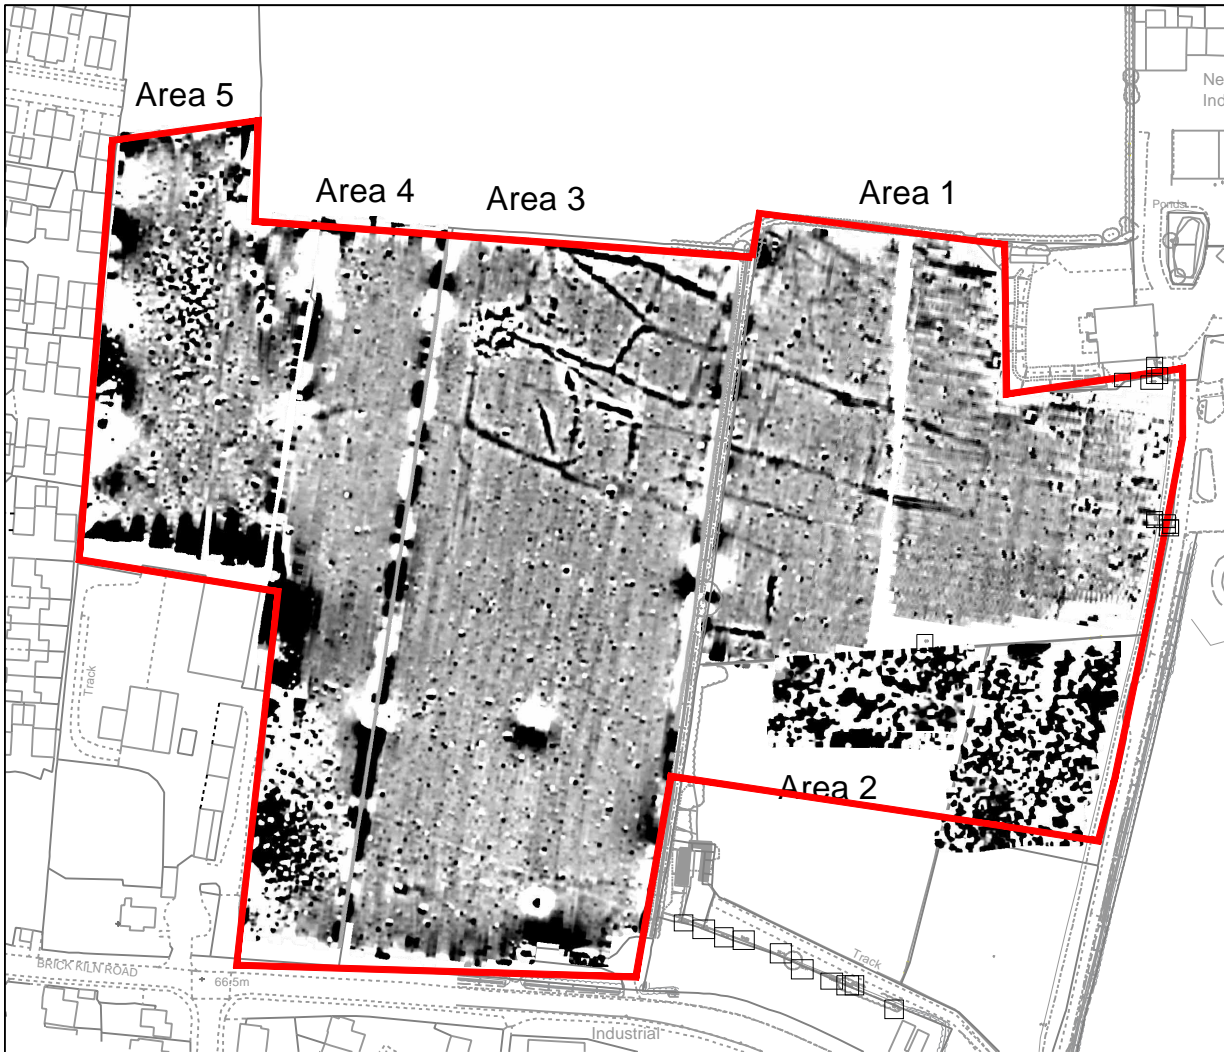 Area 5
Area 4
Area 3
Area 1
Ne
Ind
Ponds
Area 2
Track
Track
BRICK KILN ROAD
66.5m
Industrial